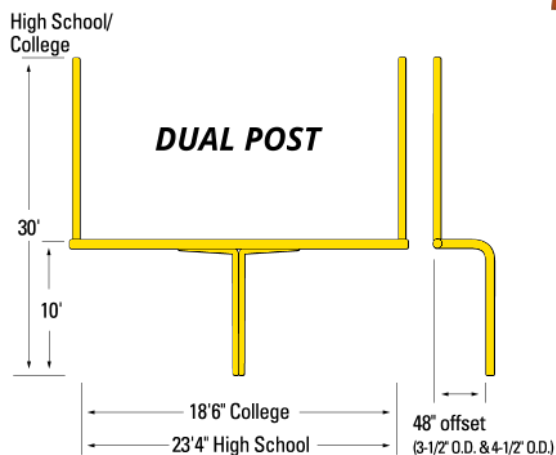 High School/
College
DUAL POST
30'
10'
18'6" College
23'4" High School
48" offset
(3-1/2" O.D. & 4-1/2" O.D.)